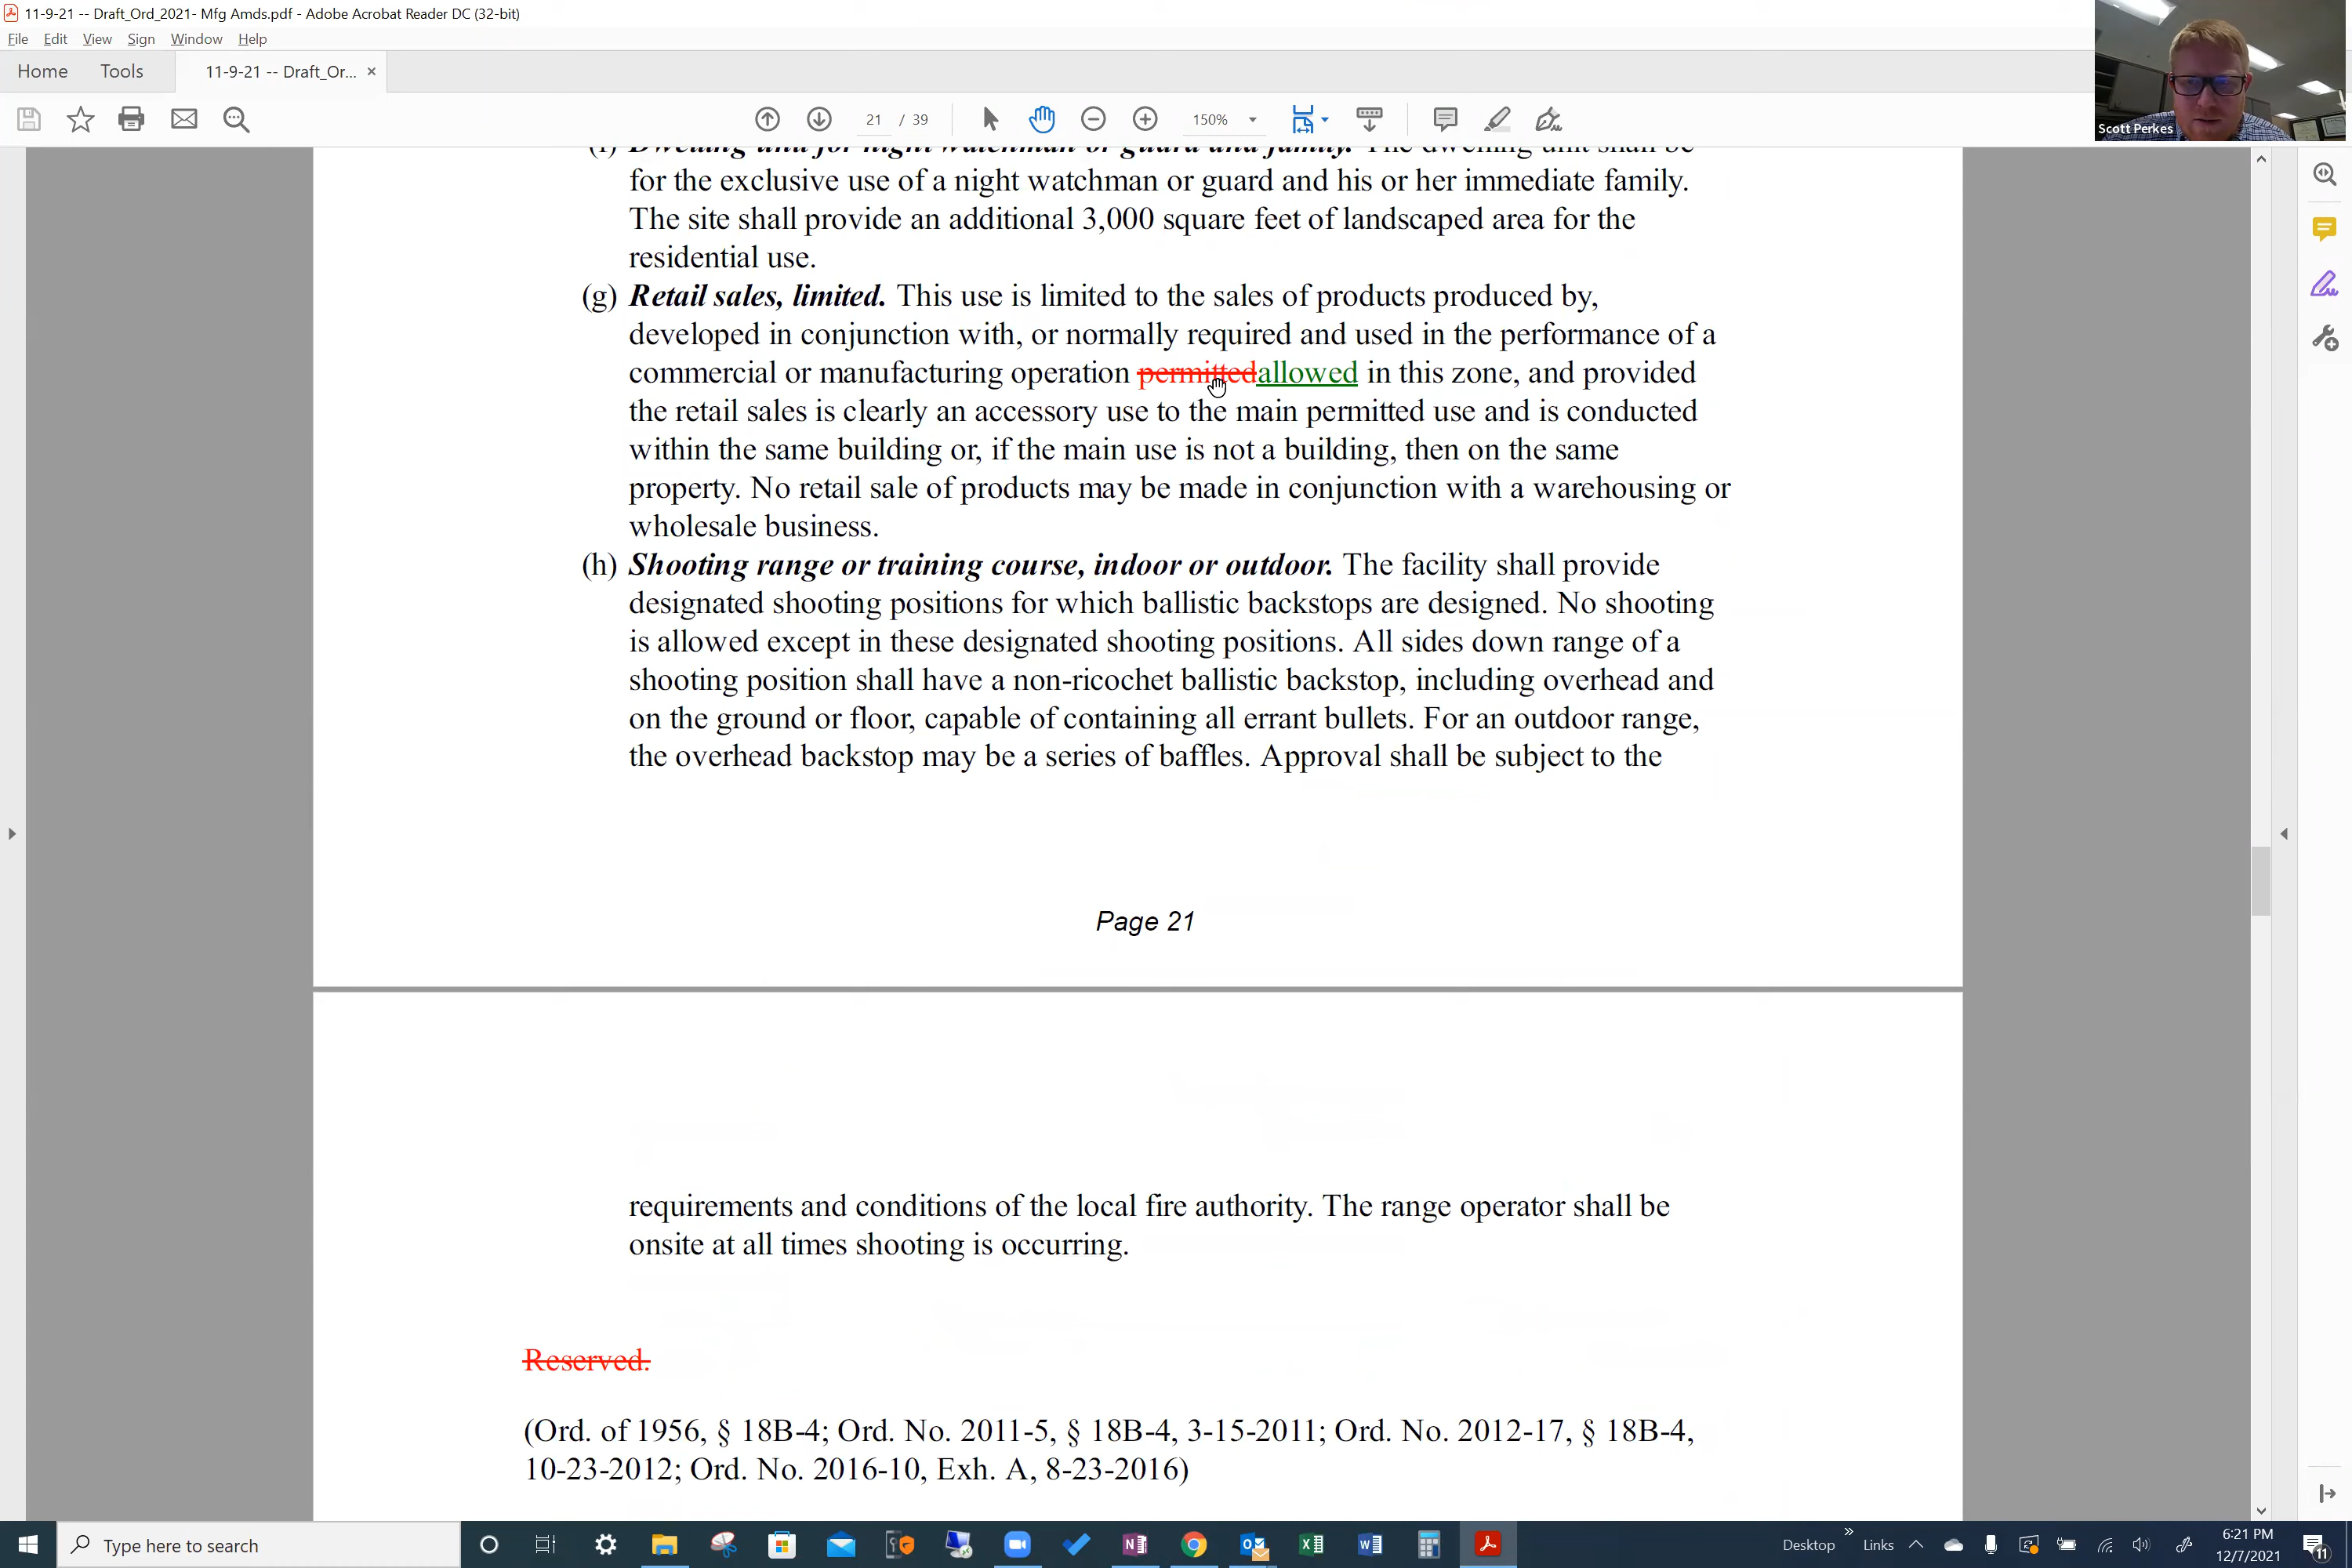 11-9-21 -- Draft_Ord_2021- Mfg Amds.pdf - Adobe Acrobat Reader DC (32-bit)
File Edit View Sign Window Help
Home Tools 11-9-21 -- Draft_Or... ×
21 / 39 150%
Scott Perkes
(f) Dwelling unit for night watchman or guard and family. The dwelling unit shall be
for the exclusive use of a night watchman or guard and his or her immediate family.
The site shall provide an additional 3,000 square feet of landscaped area for the
residential use.
(g) Retail sales, limited. This use is limited to the sales of products produced by,
developed in conjunction with, or normally required and used in the performance of a
commercial or manufacturing operation permittedallowed in this zone, and provided
the retail sales is clearly an accessory use to the main permitted use and is conducted
within the same building or, if the main use is not a building, then on the same
property. No retail sale of products may be made in conjunction with a warehousing or
wholesale business.
(h) Shooting range or training course, indoor or outdoor. The facility shall provide
designated shooting positions for which ballistic backstops are designed. No shooting
is allowed except in these designated shooting positions. All sides down range of a
shooting position shall have a non-ricochet ballistic backstop, including overhead and
on the ground or floor, capable of containing all errant bullets. For an outdoor range,
the overhead backstop may be a series of baffles. Approval shall be subject to the
Page 21
requirements and conditions of the local fire authority. The range operator shall be
onsite at all times shooting is occurring.
Reserved.
(Ord. of 1956, § 18B-4; Ord. No. 2011-5, § 18B-4, 3-15-2011; Ord. No. 2012-17, § 18B-4,
10-23-2012; Ord. No. 2016-10, Exh. A, 8-23-2016)
Type here to search
Desktop » Links
6:21 PM
12/7/2021
11